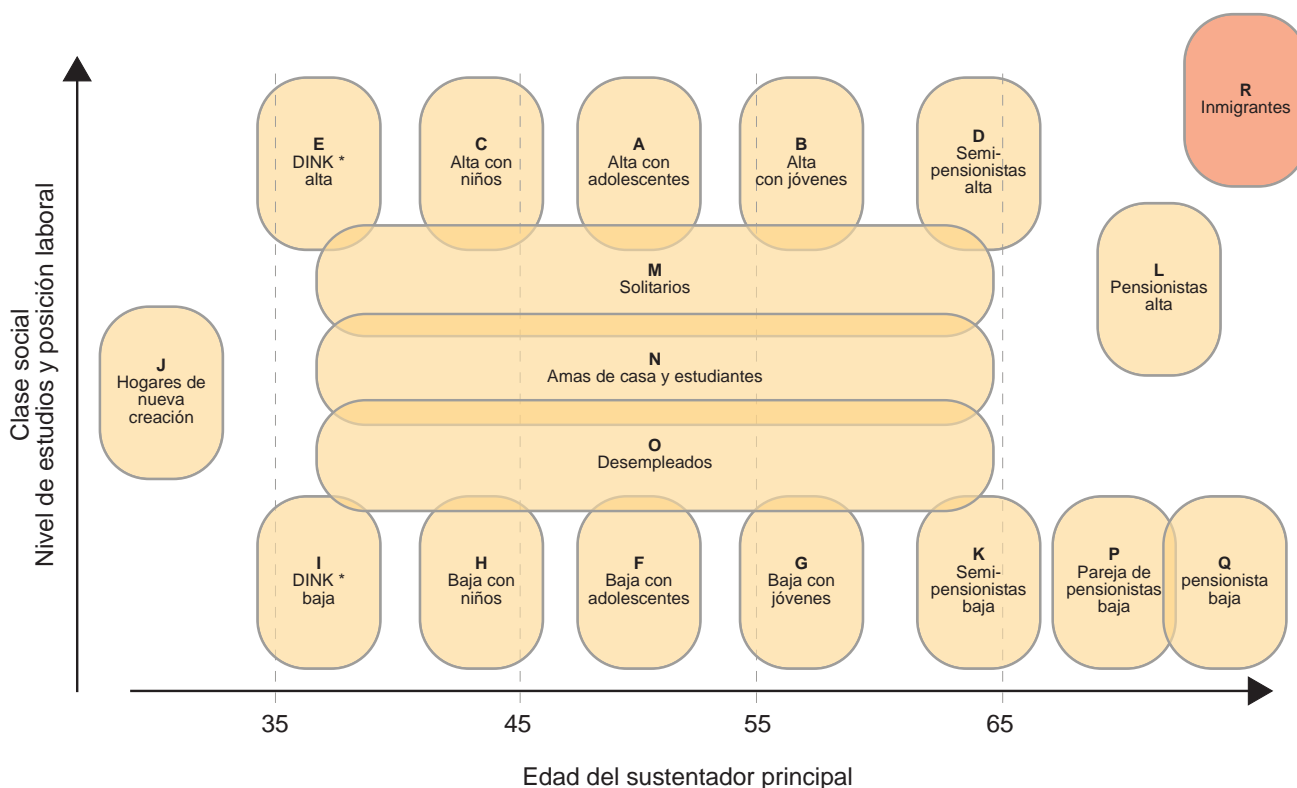 Clase social
Nivel de estudios y posición laboral
R
Inmigrantes
E
DINK *
alta
C
Alta con
niños
A
Alta con
adolescentes
B
Alta
con jóvenes
D
Semi-
pensionistas
alta
M
Solitarios
L
Pensionistas
alta
J
Hogares de
nueva
creación
N
Amas de casa y estudiantes
O
Desempleados
I
DINK *
baja
H
Baja con
niños
F
Baja con
adolescentes
G
Baja con
jóvenes
K
Semi-
pensionistas
baja
P
Pareja de
pensionistas
baja
Q
pensionista
baja
35
45
55
65
Edad del sustentador principal